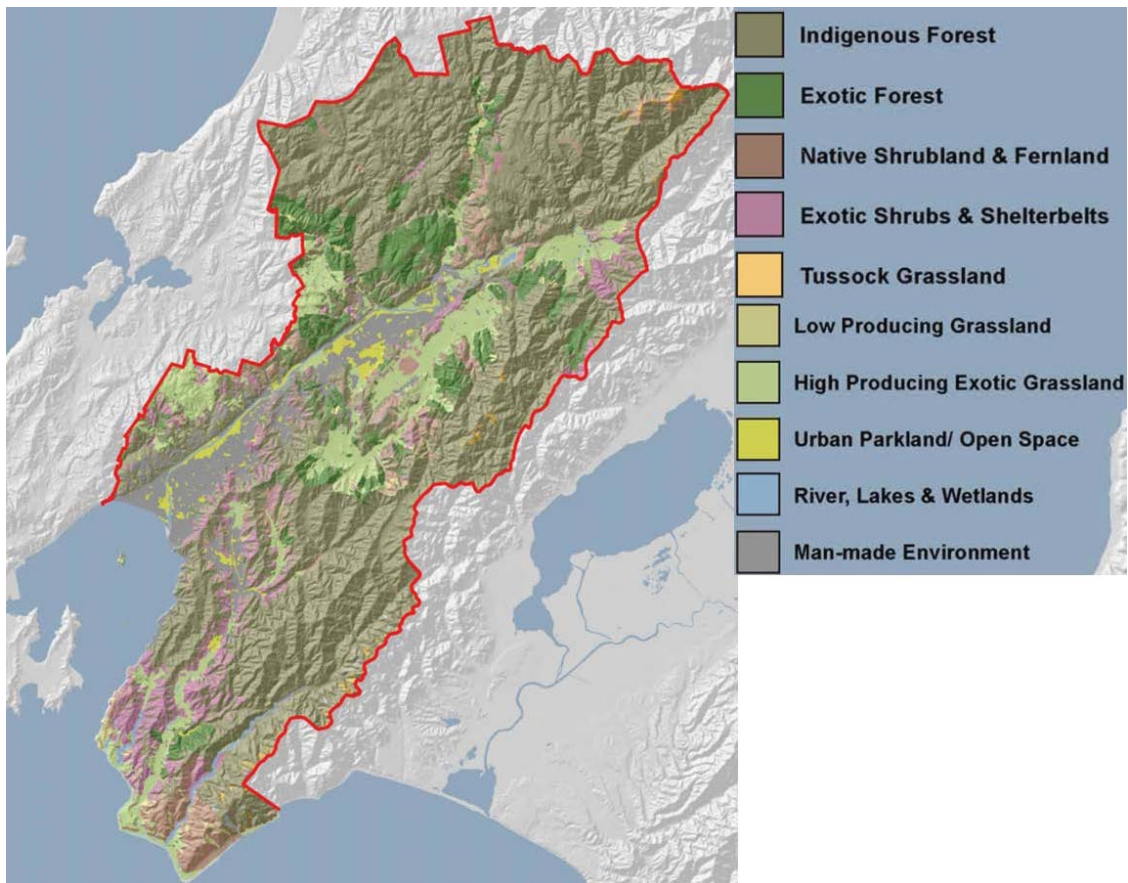 Indigenous Forest
Exotic Forest
Native Shrubland & Fernland
Exotic Shrubs & Shelterbelts
Tussock Grassland
Low Producing Grassland
High Producing Exotic Grassland
Urban Parkland/ Open Space
River, Lakes & Wetlands
Man-made Environment